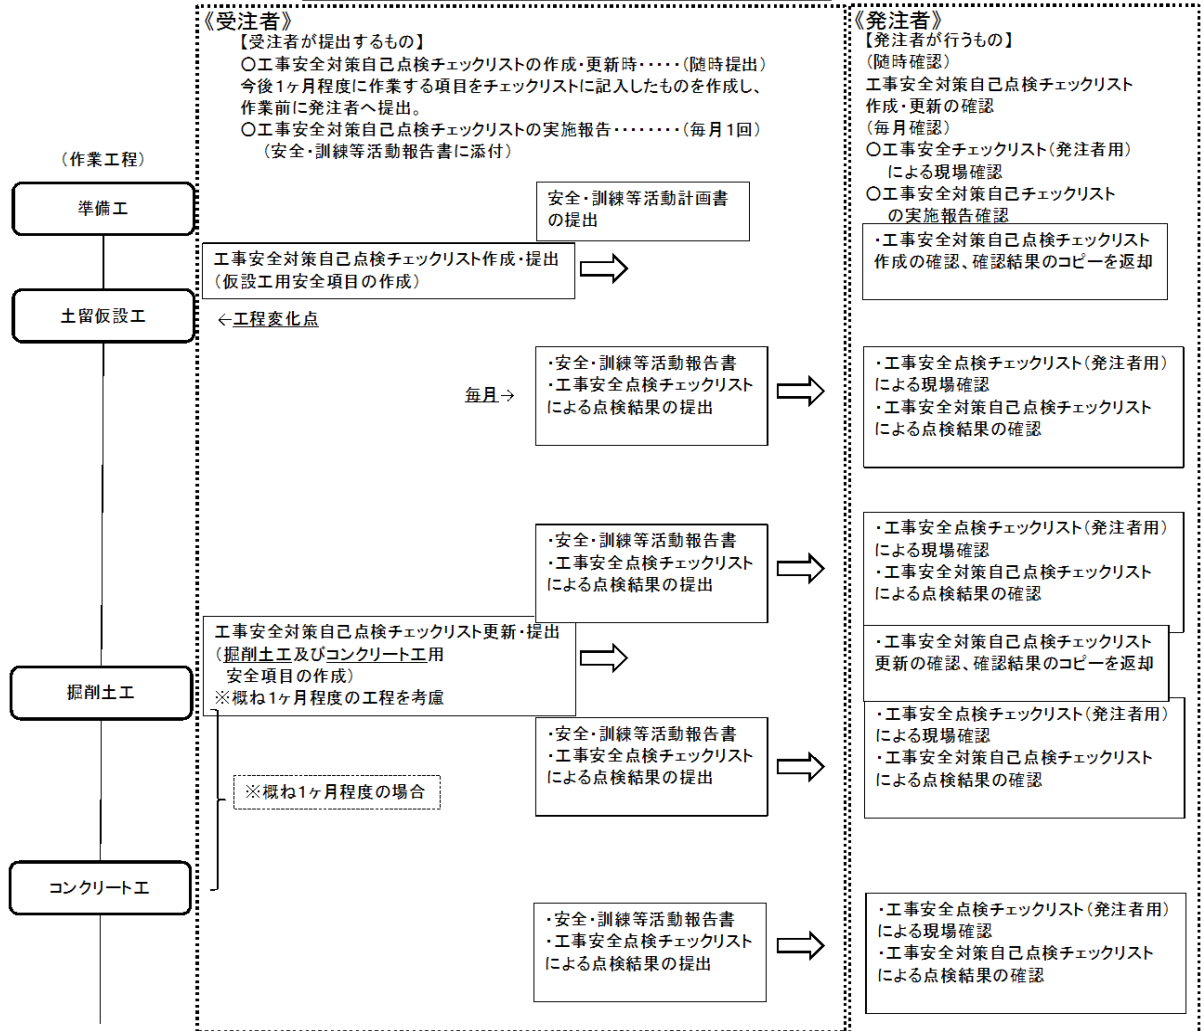 《受注者》
【受注者が提出するもの】
〇工事安全対策自己点検チェックリストの作成・更新時・・・・・(随時提出)
今後1ヶ月程度に作業する項目をチェックリストに記入したものを作成し、
作業前に発注者へ提出。
〇工事安全対策自己点検チェックリストの実施報告・・・・・・・・(毎月1回)
(安全・訓練等活動報告書に添付)
《発注者》
【発注者が行うもの】
(随時確認)
工事安全対策自己点検チェックリスト
作成・更新の確認
(毎月確認)
〇工事安全チェックリスト(発注者用)
による現場確認
〇工事安全対策自己チェックリスト
の実施報告確認
(作業工程)
準備工
安全・訓練等活動計画書
の提出
工事安全対策自己点検チェックリスト作成・提出
(仮設工用安全項目の作成)
・工事安全対策自己点検チェックリスト
作成の確認、確認結果のコピーを返却
土留仮設工
←工程変化点
毎月→
・安全・訓練等活動報告書
・工事安全点検チェックリスト
による点検結果の提出
・工事安全点検チェックリスト(発注者用)
による現場確認
・工事安全対策自己点検チェックリスト
による点検結果の確認
・安全・訓練等活動報告書
・工事安全点検チェックリスト
による点検結果の提出
・工事安全点検チェックリスト(発注者用)
による現場確認
・工事安全対策自己点検チェックリスト
による点検結果の確認
工事安全対策自己点検チェックリスト更新・提出
(掘削土工及びコンクリート工用
安全項目の作成)
※概ね1ヶ月程度の工程を考慮
・工事安全対策自己点検チェックリスト
更新の確認、確認結果のコピーを返却
掘削土工
・安全・訓練等活動報告書
・工事安全点検チェックリスト
による点検結果の提出
・工事安全点検チェックリスト(発注者用)
による現場確認
・工事安全対策自己点検チェックリスト
による点検結果の確認
※概ね1ヶ月程度の場合
コンクリート工
・安全・訓練等活動報告書
・工事安全点検チェックリスト
による点検結果の提出
・工事安全点検チェックリスト(発注者用)
による現場確認
・工事安全対策自己点検チェックリスト
による点検結果の確認